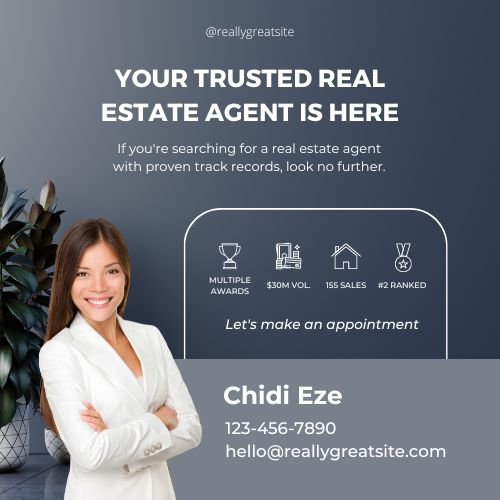 @reallygreatsite
YOUR TRUSTED REAL
ESTATE AGENT IS HERE
If you're searching for a real estate agent
with proven track records, look no further.
MULTIPLE
AWARDS
$30M VOL.
155 SALES
#2 RANKED
Let's make an appointment
Chidi Eze
123-456-7890
hello@reallygreatsite.com